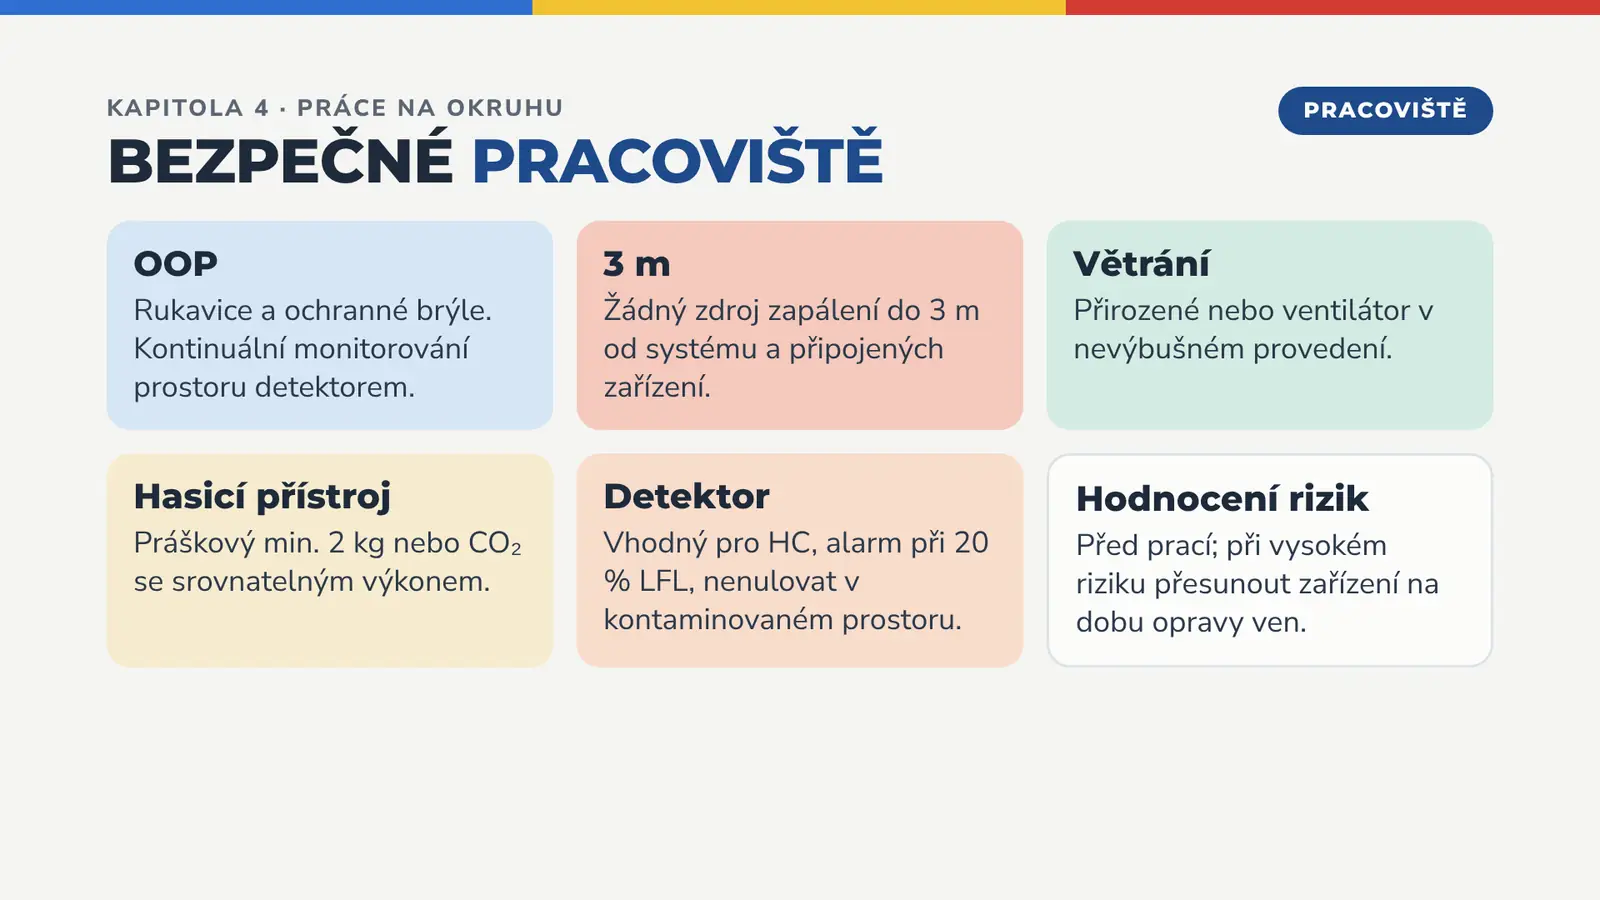 KAPITOLA 4 · PRÁCE NA OKRUHU
PRACOVIŠTĚ
BEZPEČNÉ PRACOVIŠTĚ
OOP
Rukavice a ochranné brýle.
Kontinuální monitorování
prostoru detektorem.
3 m
Žádný zdroj zapálení do 3 m
od systému a připojených
zařízení.
Větrání
Přirozené nebo ventilátor v
nevýbušném provedení.
Hasicí přístroj
Práškový min. 2 kg nebo CO₂
se srovnatelným výkonem.
Detektor
Vhodný pro HC, alarm při 20
% LFL, nenulovat v
kontaminovaném prostoru.
Hodnocení rizik
Před prací; při vysokém
riziku přesunout zařízení na
dobu opravy ven.